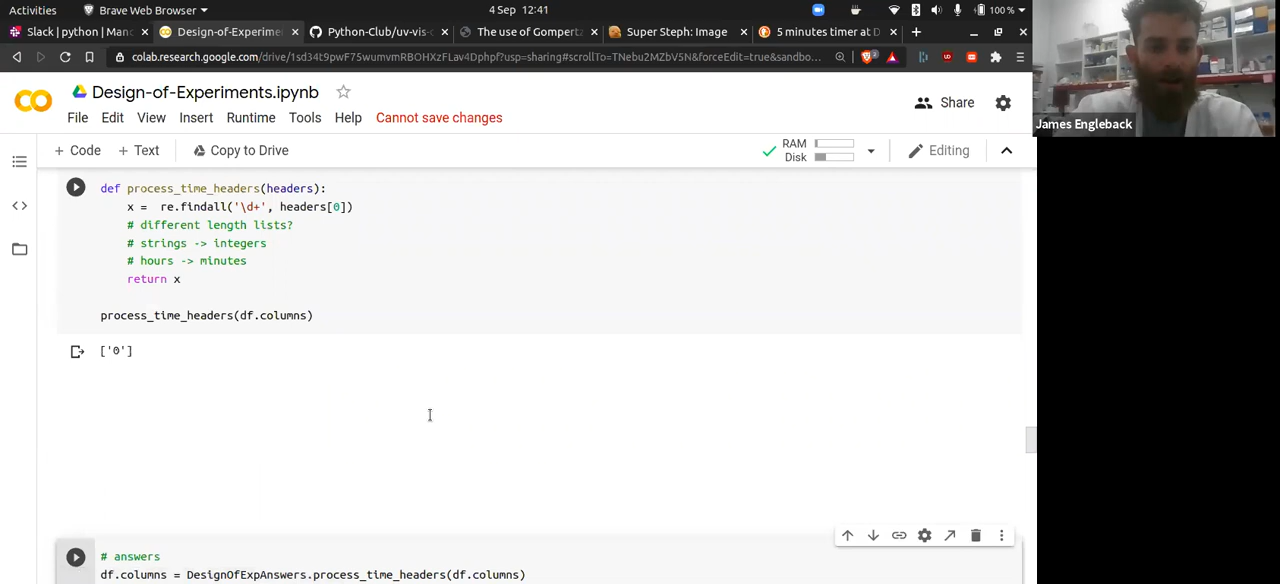 Activities
Brave Web Browser
4 Sep 12:41
100 %
Slack | python | Man
Design-of-Experime
Python-Club/uv-vis-
The use of Gompert
Super Steph: Image
5 minutes timer at D
colab.research.google.com/drive/1sd34t9pwF75wumvmRBOHXzFLav4Dphpf?usp=sharing#scrollTo=TNebu2MZbV5N&forceEdit=true&sandbo...
James Engleback
CO
Design-of-Experiments.ipynb
Share
File Edit View Insert Runtime Tools Help Cannot save changes
+ Code + Text Copy to Drive
RAM
Disk
Editing
def process_time_headers(headers):
x = re.findall('\d+', headers[0])
# different length lists?
# strings -> integers
# hours -> minutes
return x
process_time_headers(df.columns)
['0']
# answers
df.columns = DesignOfExpAnswers.process_time_headers(df.columns)